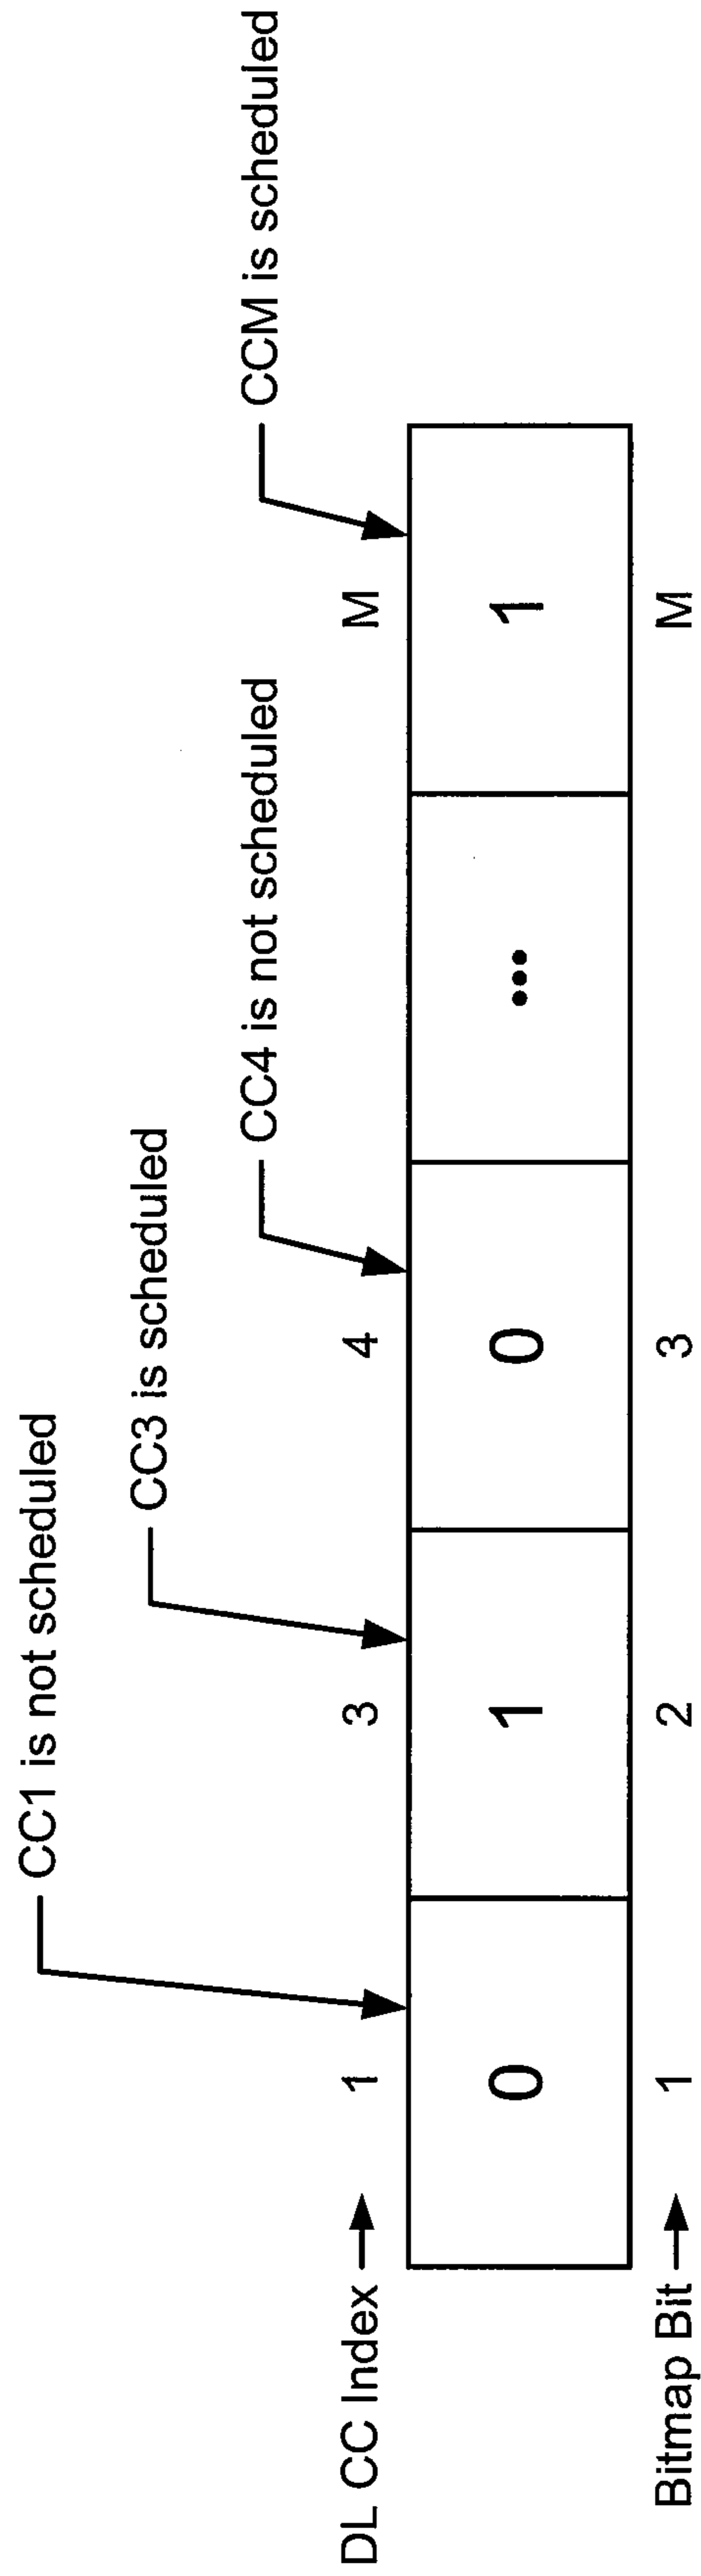 CC1 is not scheduled
CC3 is scheduled
CC4 is not scheduled
CCM is scheduled
DL CC Index 1 3 4 M
0 1 0 ... 1
Bitmap Bit 1 2 3 M